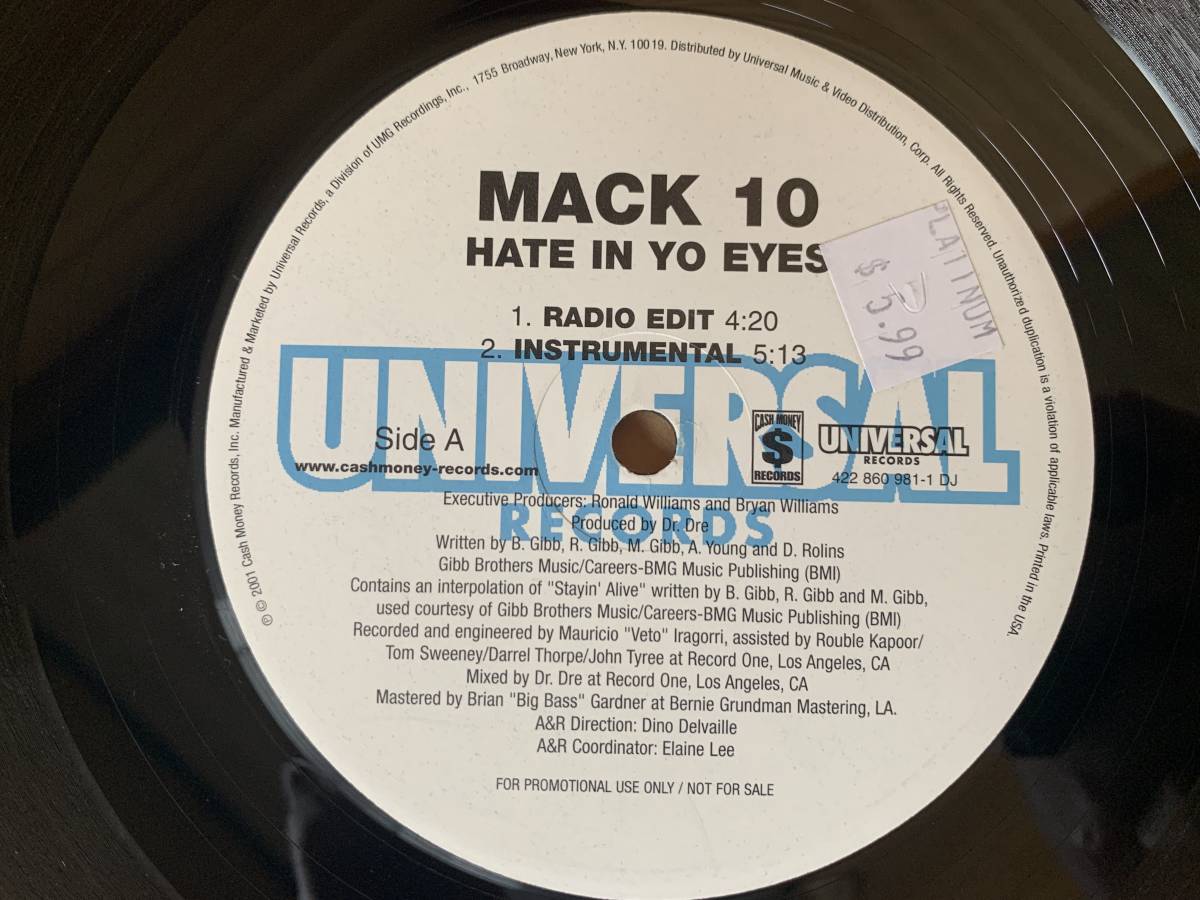 ℗ © 2001 Cash Money Records, Inc. Manufactured & Marketed by Universal Records, a Division of UMG Recordings, Inc., 1755 Broadway, New York, N.Y. 10019. Distributed by Universal Music & Video Distribution, Corp. All Rights Reserved. Unauthorized duplication is a violation of applicable laws. Printed in the USA.
MACK 10
HATE IN YO EYES
PLATINUM
$5.99
1. RADIO EDIT 4:20
2. INSTRUMENTAL 5:13
UNIVERSAL
RECORDS
Side A
www.cashmoney-records.com
CASH MONEY
$
RECORDS
UNIVERSAL
RECORDS
422 860 981-1 DJ
Executive Producers: Ronald Williams and Bryan Williams
Produced by Dr. Dre
Written by B. Gibb, R. Gibb, M. Gibb, A. Young and D. Rolins
Gibb Brothers Music/Careers-BMG Music Publishing (BMI)
Contains an interpolation of "Stayin' Alive" written by B. Gibb, R. Gibb and M. Gibb,
used courtesy of Gibb Brothers Music/Careers-BMG Music Publishing (BMI)
Recorded and engineered by Mauricio "Veto" Iragorri, assisted by Rouble Kapoor/
Tom Sweeney/Darrel Thorpe/John Tyree at Record One, Los Angeles, CA
Mixed by Dr. Dre at Record One, Los Angeles, CA
Mastered by Brian "Big Bass" Gardner at Bernie Grundman Mastering, LA.
A&R Direction: Dino Delvaille
A&R Coordinator: Elaine Lee
FOR PROMOTIONAL USE ONLY / NOT FOR SALE